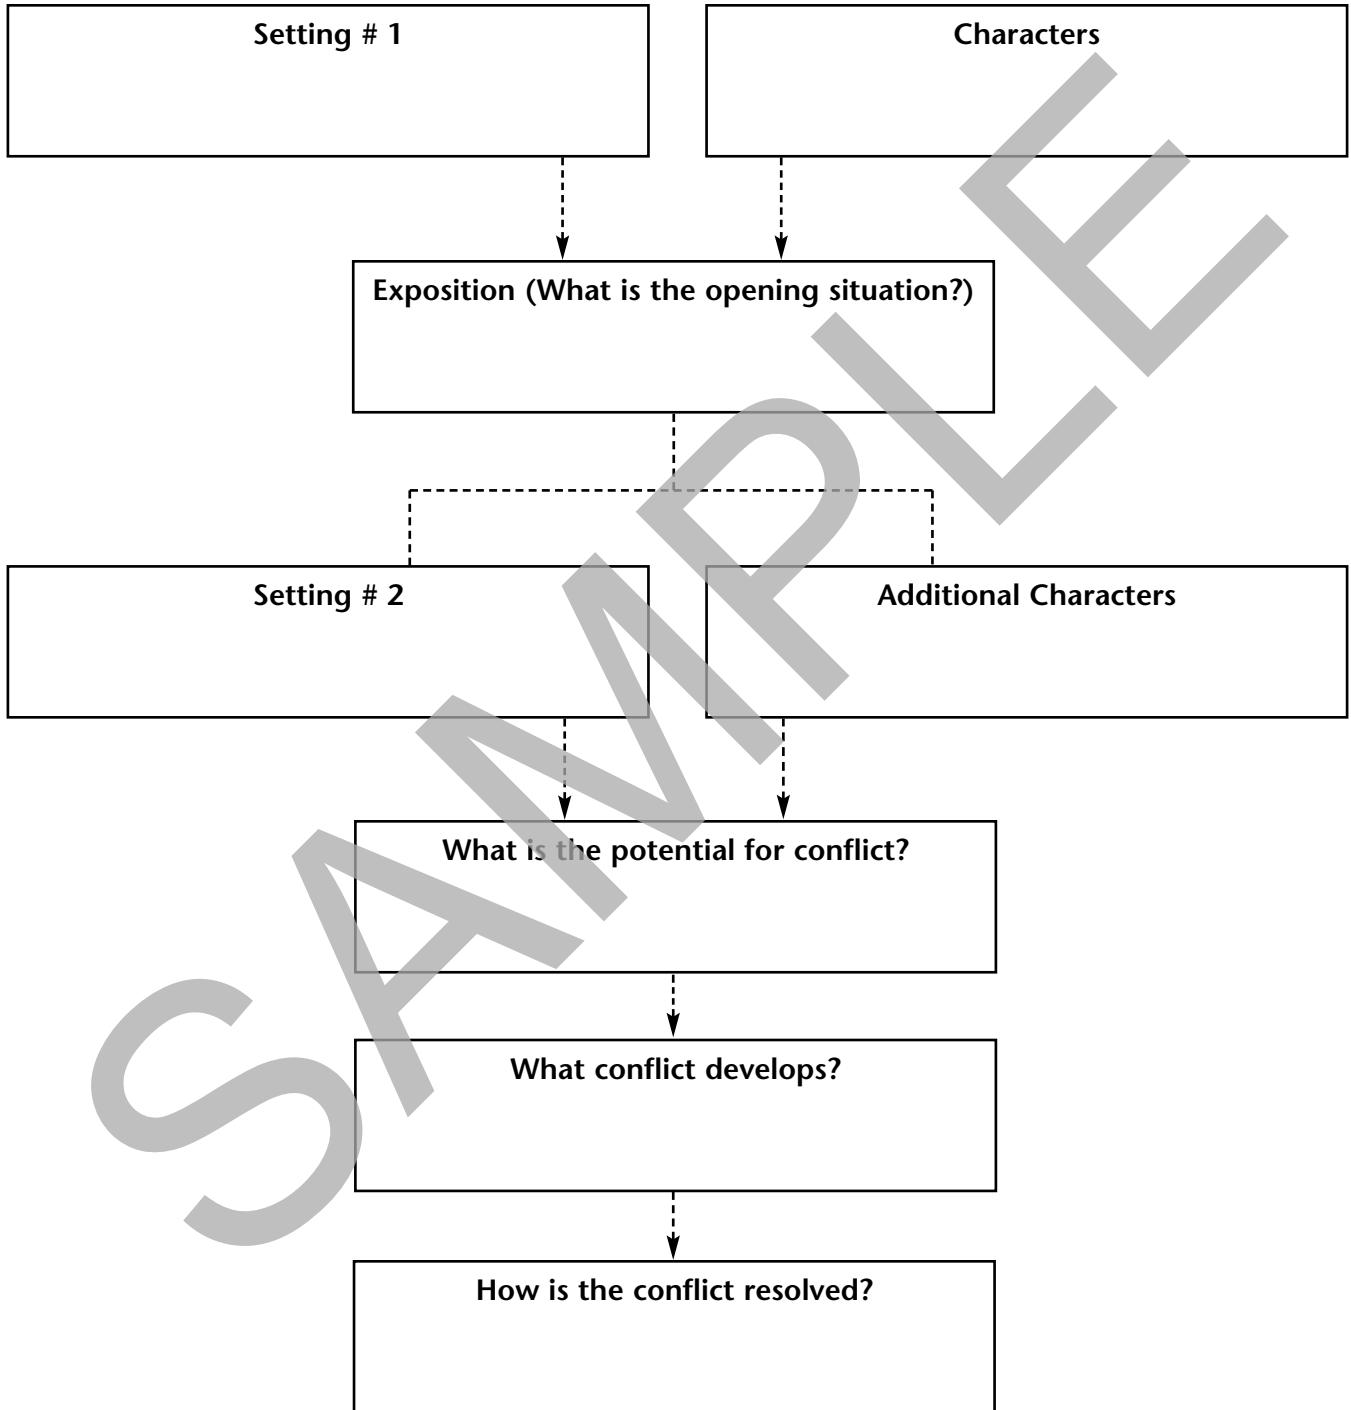 Setting # 1
Characters
Exposition (What is the opening situation?)
Setting # 2
Additional Characters
What is the potential for conflict?
What conflict develops?
How is the conflict resolved?
SAMPLE